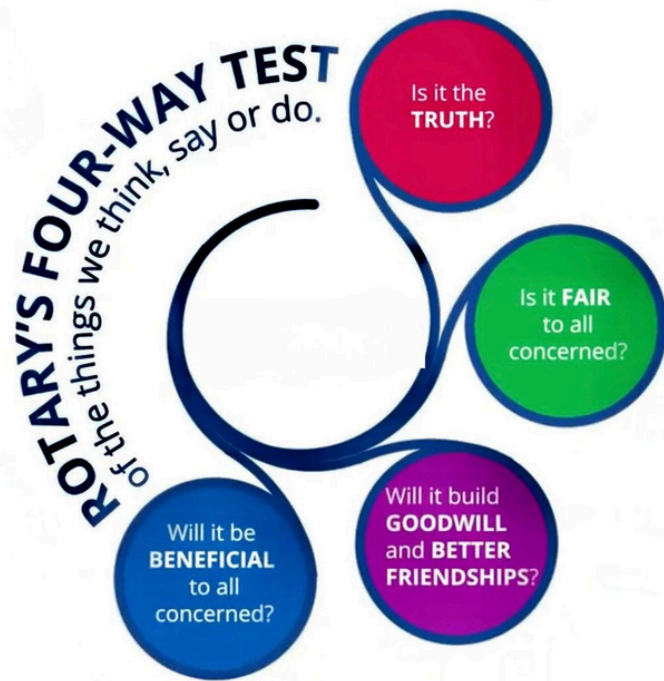 ROTARY'S FOUR-WAY TEST
of the things we think, say or do.
Is it the
TRUTH?
Is it FAIR
to all
concerned?
Will it build
GOODWILL
and BETTER
FRIENDSHIPS?
Will it be
BENEFICIAL
to all
concerned?